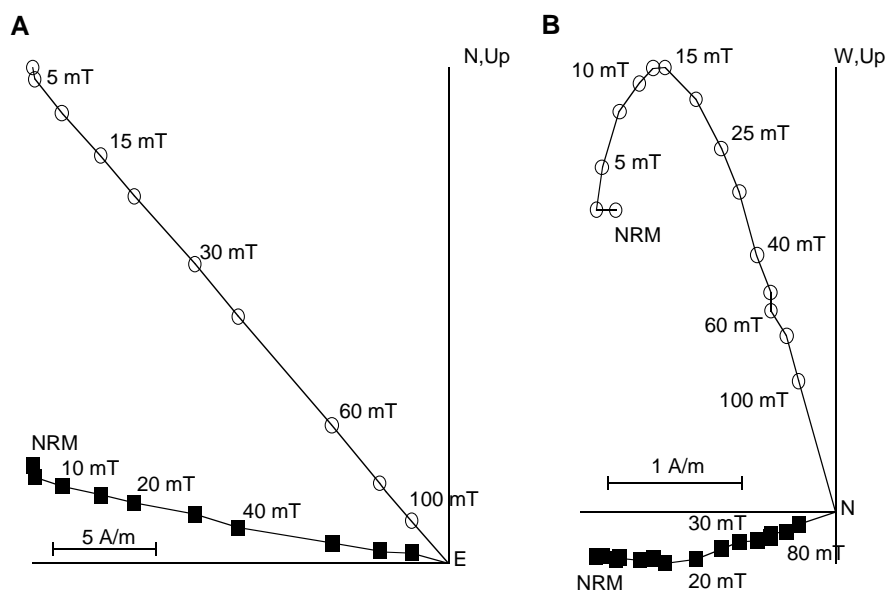 A
N,Up
5 mT
15 mT
30 mT
60 mT
100 mT
NRM
10 mT
20 mT
40 mT
5 A/m
E
B
W,Up
10 mT
15 mT
25 mT
5 mT
NRM
40 mT
60 mT
100 mT
1 A/m
N
30 mT
80 mT
NRM
20 mT